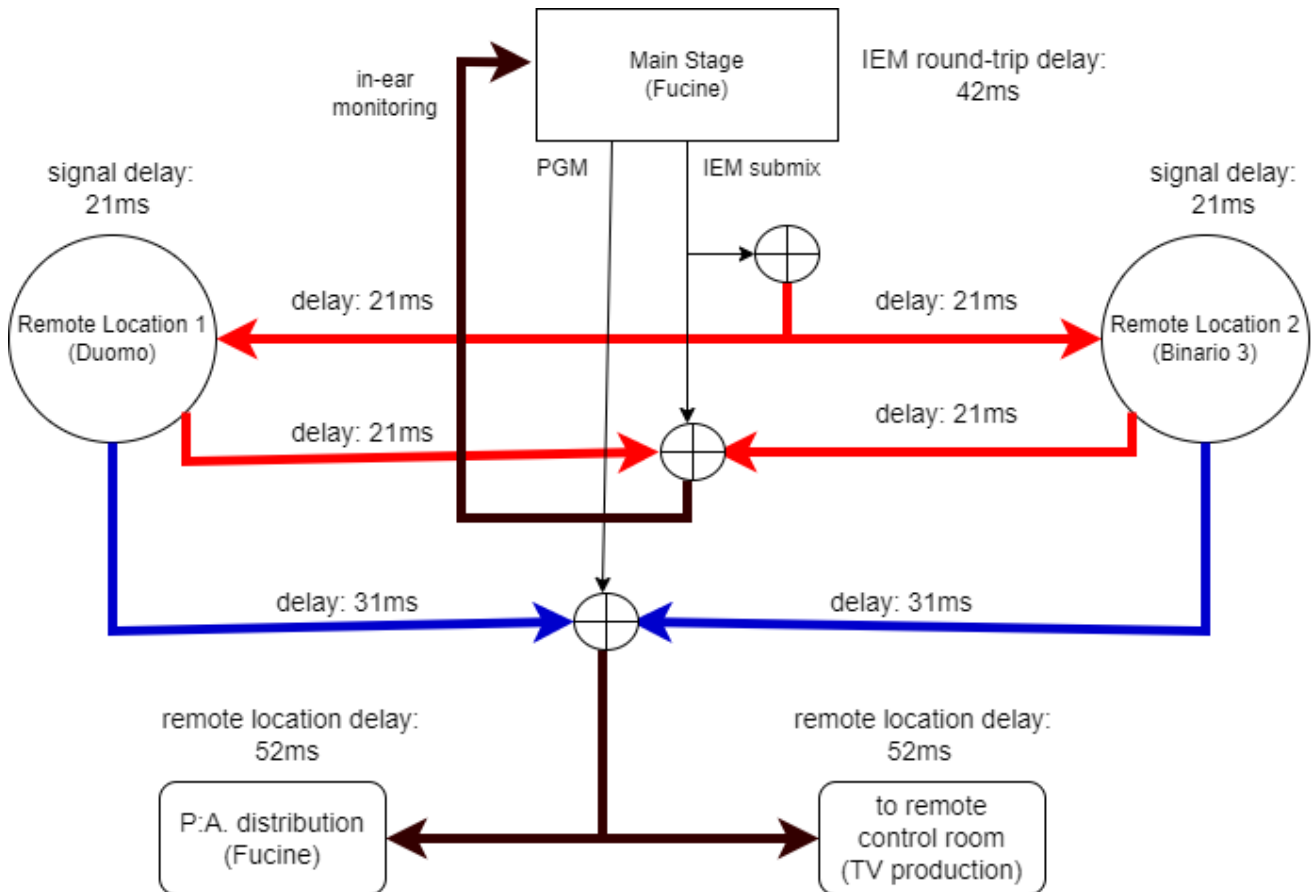 Main Stage
(Fucine)
IEM round-trip delay:
42ms
in-ear
monitoring
PGM
IEM submix
signal delay:
21ms
signal delay:
21ms
delay: 21ms
delay: 21ms
Remote Location 1
(Duomo)
Remote Location 2
(Binario 3)
delay: 21ms
delay: 21ms
delay: 31ms
delay: 31ms
remote location delay:
52ms
remote location delay:
52ms
P:A. distribution
(Fucine)
to remote
control room
(TV production)